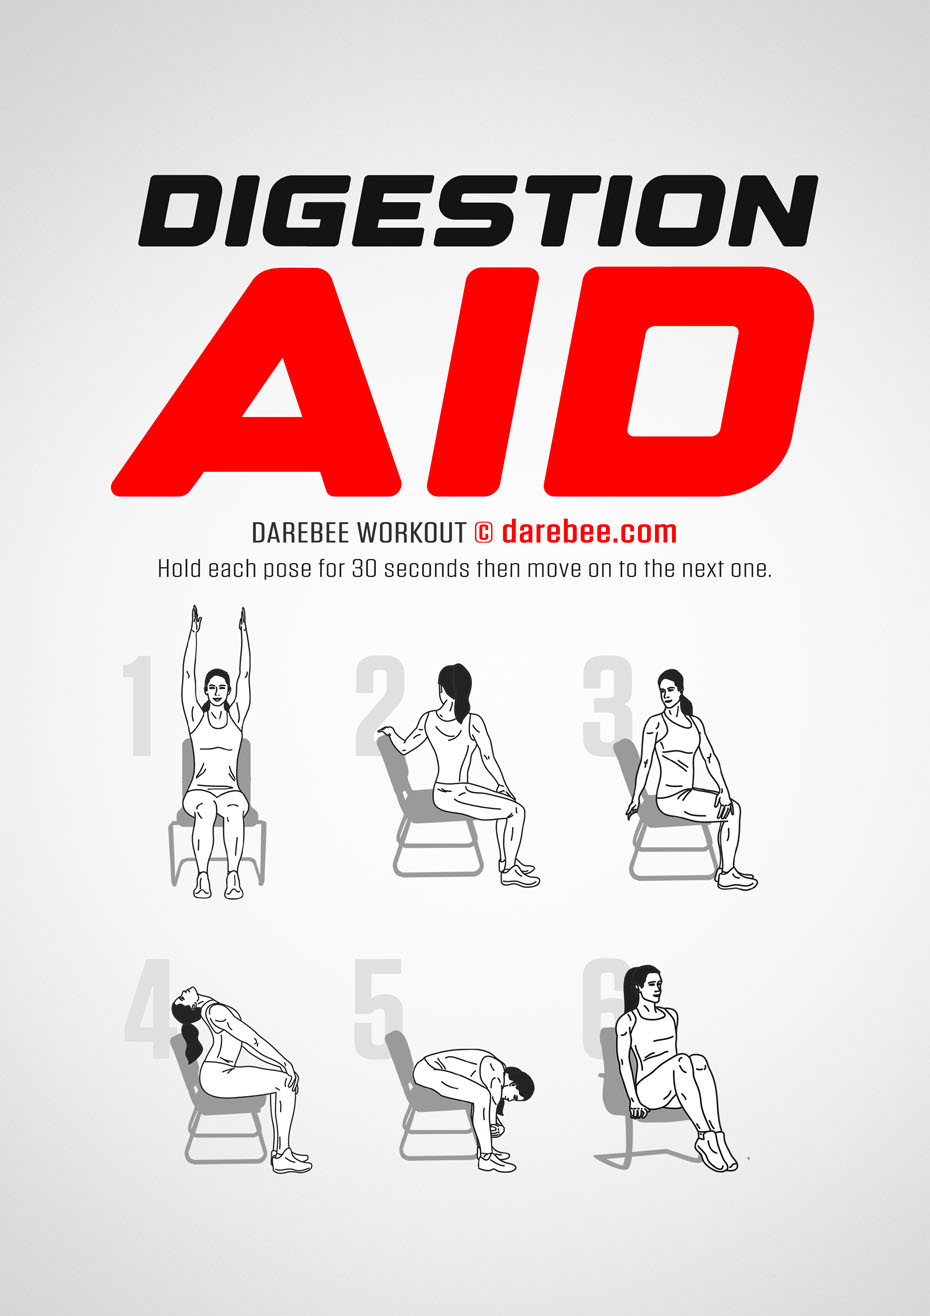 DIGESTION
AID
DAREBEE WORKOUT © darebee.com
Hold each pose for 30 seconds then move on to the next one.
1
2
3
4
5
6